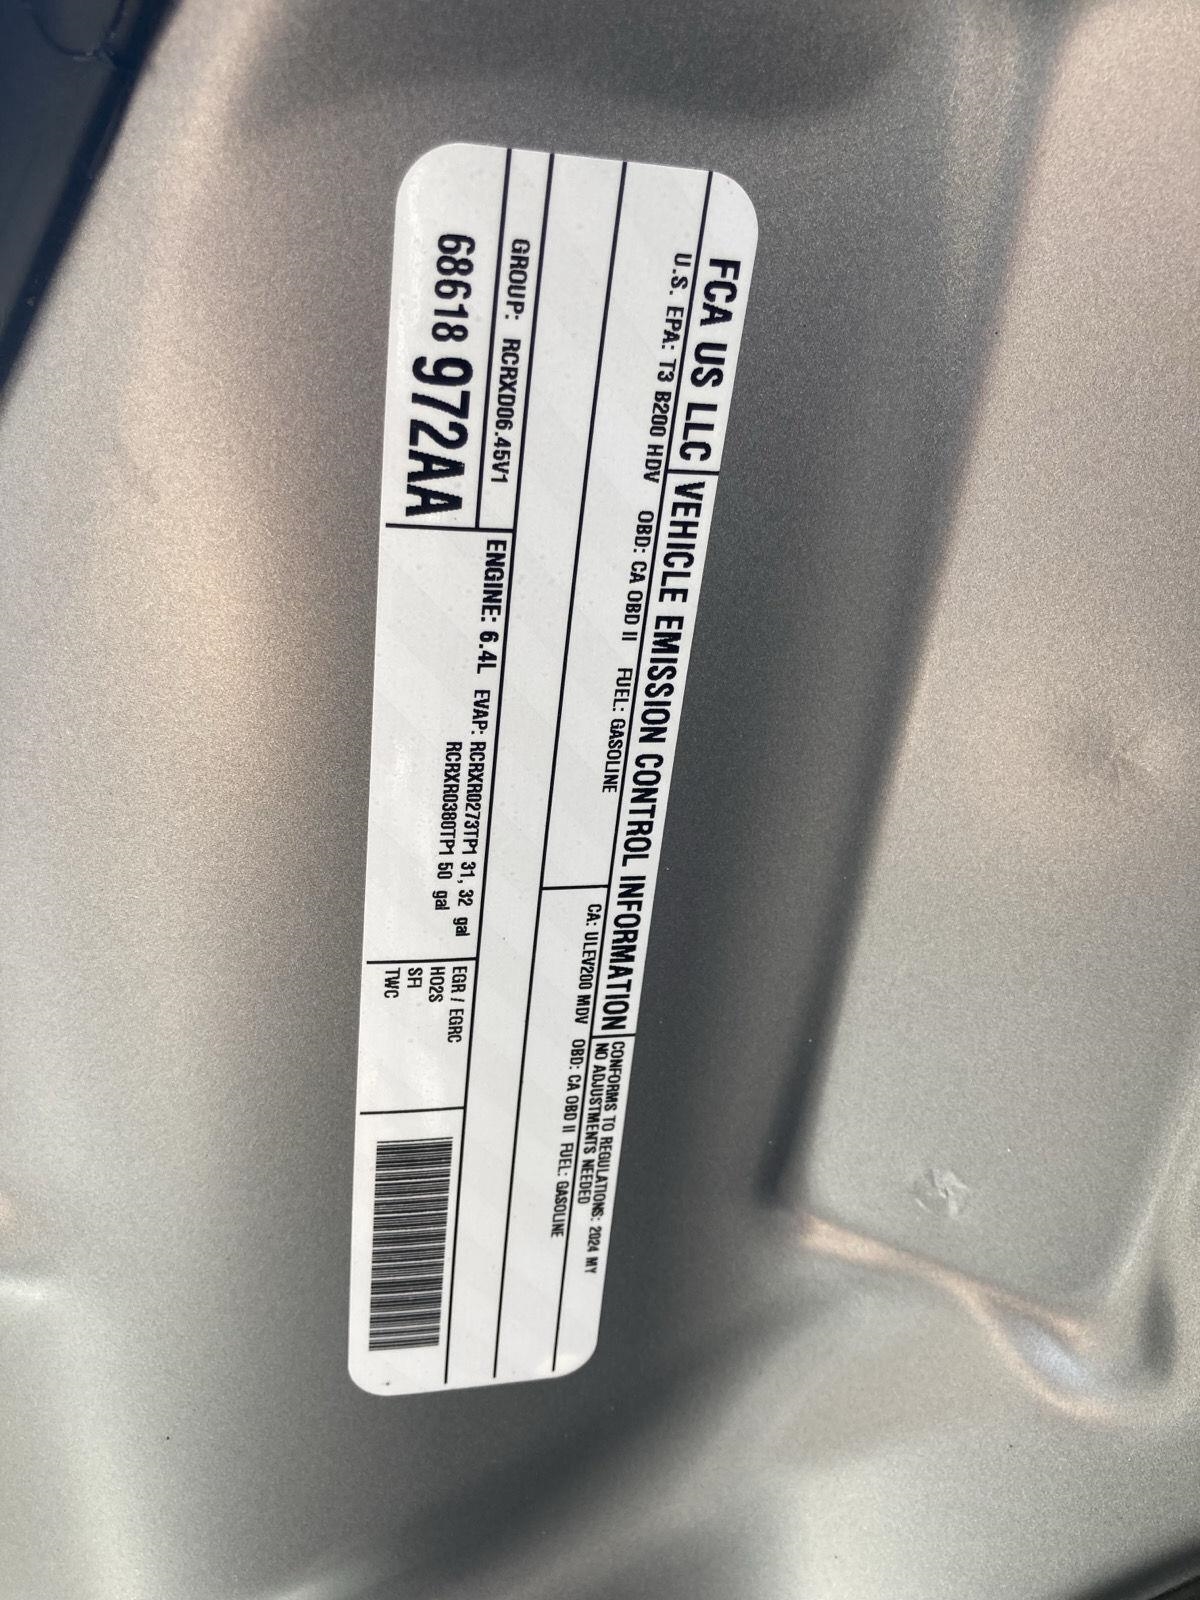 FCA US LLC VEHICLE EMISSION CONTROL INFORMATION
CONFORMS TO REGULATIONS: 2024 MY
NO ADJUSTMENTS NEEDED
U.S. EPA: T3 B200 HDV OBD: CA OBD II FUEL: GASOLINE
CA: ULEV200 MDV OBD: CA OBD II FUEL: GASOLINE
GROUP: RCRXD06.45V1
68618 972AA
ENGINE: 6.4L EVAP: RCRXR0273TP1 31, 32 gal
RCRXR0380TP1 50 gal
EGR / EGRC
HO2S
SFI
TWC